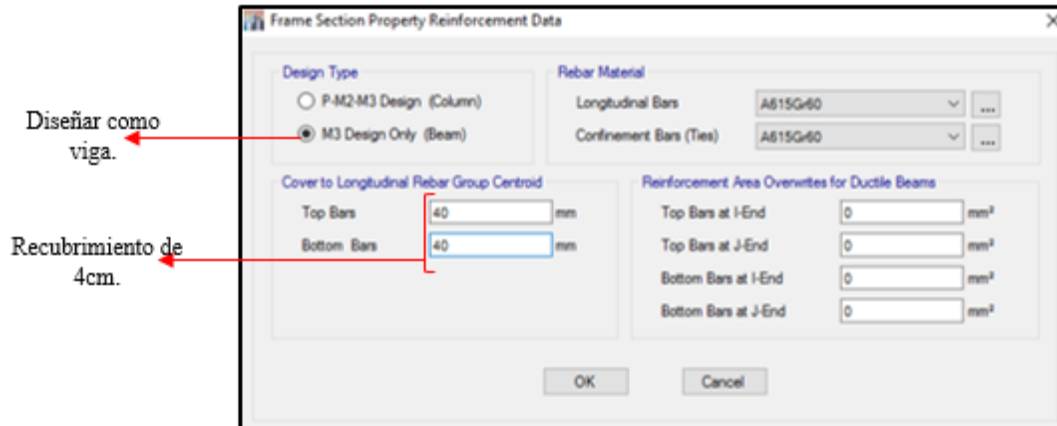 Frame Section Property Reinforcement Data
Design Type
P-M2-M3 Design (Column)
M3 Design Only (Beam)
Rebar Material
Longitudinal Bars A615Gr60 ...
Confinement Bars (Ties) A615Gr60 ...
Diseñar como
viga.
Cover to Longitudinal Rebar Group Centroid
Top Bars 40 mm
Bottom Bars 40 mm
Recubrimiento de
4cm.
Reinforcement Area Overwrites for Ductile Beams
Top Bars at I-End 0 mm²
Top Bars at J-End 0 mm²
Bottom Bars at I-End 0 mm²
Bottom Bars at J-End 0 mm²
OK Cancel